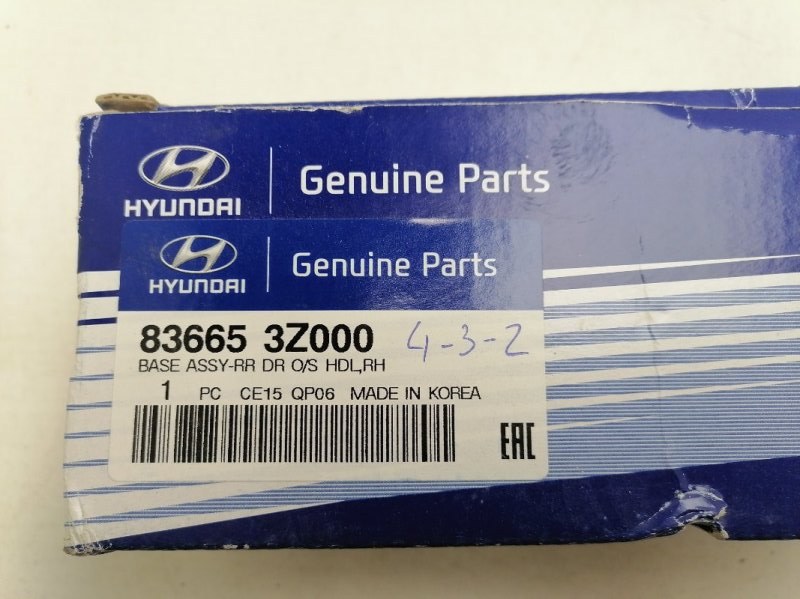 HYUNDAI
Genuine Parts
HYUNDAI
Genuine Parts
83665 3Z000 4-3-2
BASE ASSY-RR DR O/S HDL,RH
1 PC CE15 QP06 MADE IN KOREA
EAC